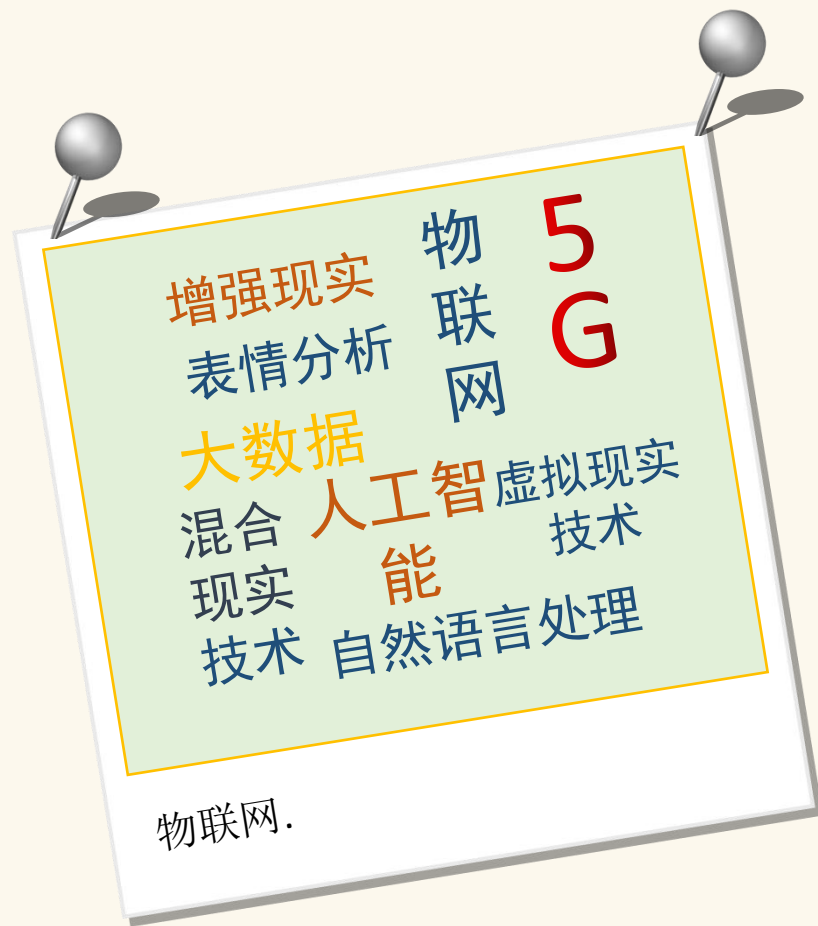 增强现实
表情分析
大数据
混合
现实
技术
人工智
能
物
联
网
5
G
虚拟现实
技术
自然语言处理
物联网.